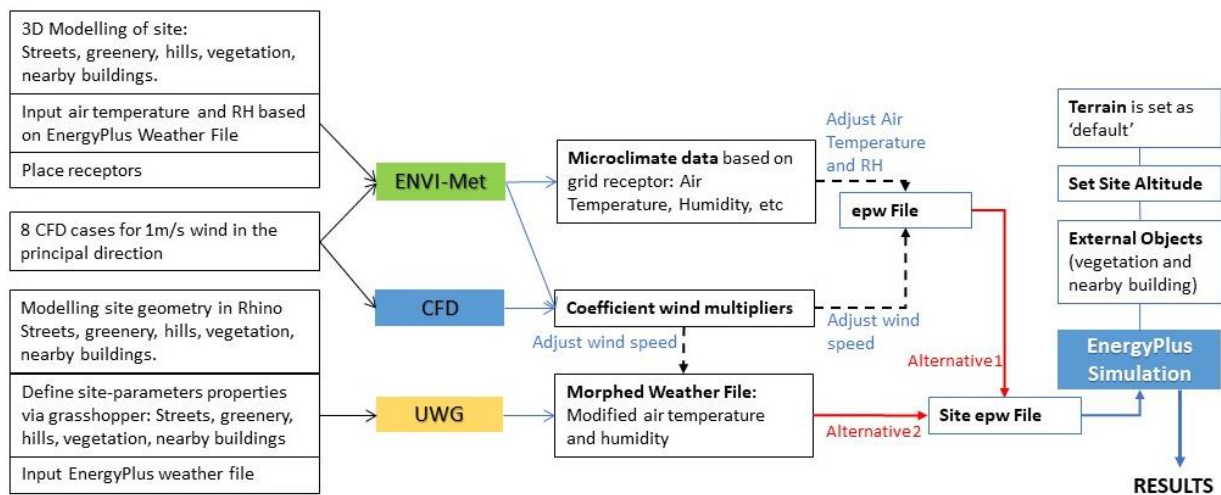 3D Modelling of site:
Streets, greenery, hills, vegetation,
nearby buildings.
Input air temperature and RH based
on EnergyPlus Weather File
Place receptors
8 CFD cases for 1m/s wind in the
principal direction
Modelling site geometry in Rhino
Streets, greenery, hills, vegetation,
nearby buildings.
Define site-parameters properties
via grasshopper: Streets, greenery,
hills, vegetation, nearby buildings
Input EnergyPlus weather file
ENVI-Met
CFD
UWG
Microclimate data based on
grid receptor: Air
Temperature, Humidity, etc
Coefficient wind multipliers
Adjust wind speed
Morphed Weather File:
Modified air temperature
and humidity
Adjust Air
Temperature
and RH
epw File
Adjust wind
speed
Alternative1
Alternative2
Site epw File
Terrain is set as
‘default’
Set Site Altitude
External Objects
(vegetation and
nearby building)
EnergyPlus
Simulation
RESULTS